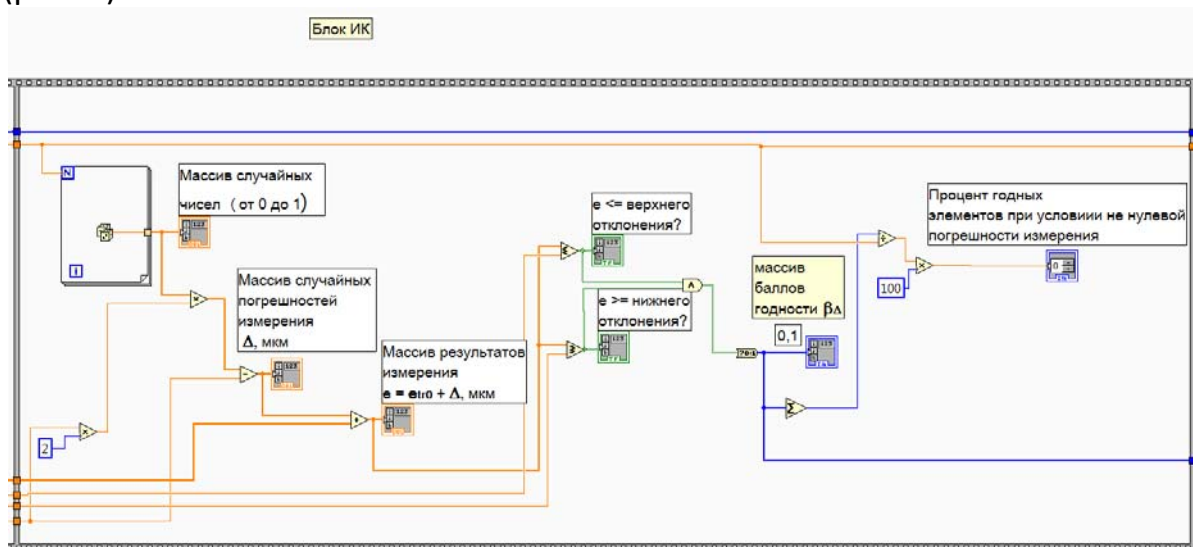 Блок ИК
N
i
Массив случайных
чисел ( от 0 до 1)
Массив случайных
погрешностей
измерения
Δ, мкм
2
Массив результатов
измерения
e = etr0 + Δ, мкм
e <= верхнего
отклонения?
e >= нижнего
отклонения?
массив
баллов
годности βΔ
0,1
?0:1
Процент годных
элементов при условиии не нулевой
погрешности измерения
100